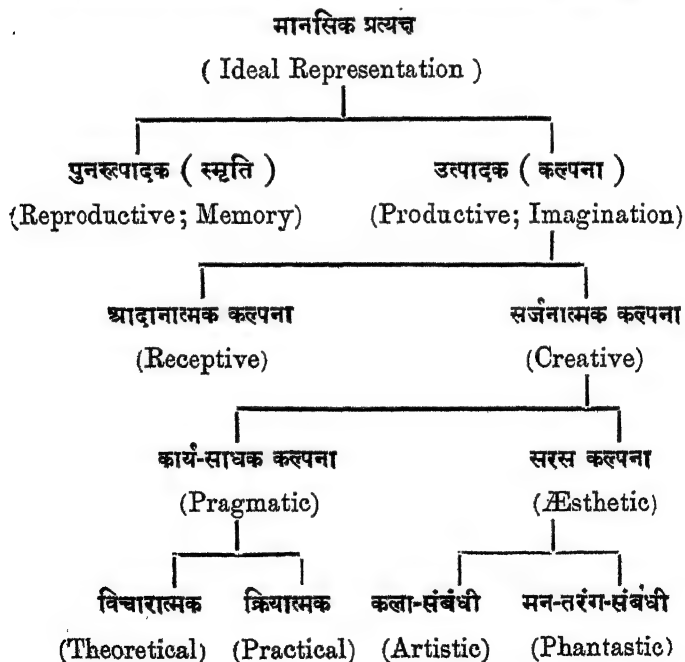 मानसिक प्रत्यक्ष
( Ideal Representation )
पुनरुत्पादक ( स्मृति ) उत्पादक ( कल्पना )
(Reproductive; Memory) (Productive; Imagination)
आदानात्मक कल्पना सर्जनात्मक कल्पना
(Receptive) (Creative)
कार्य-साधक कल्पना सरस कल्पना
(Pragmatic) (Æsthetic)
विचारात्मक क्रियात्मक कला-संबंधी मन-तरंग-संबंधी
(Theoretical) (Practical) (Artistic) (Phantastic)